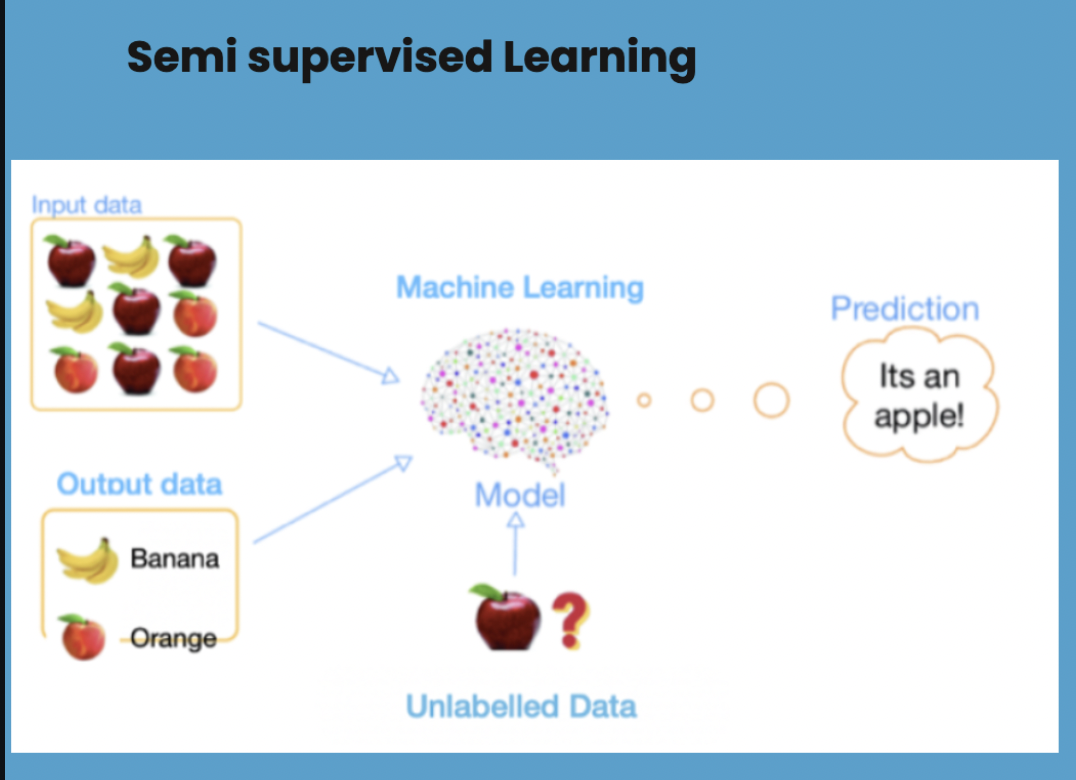 Semi supervised Learning
Input data
Machine Learning
Prediction
Its an
apple!
Output data
Model
Banana
?
Orange
Unlabelled Data